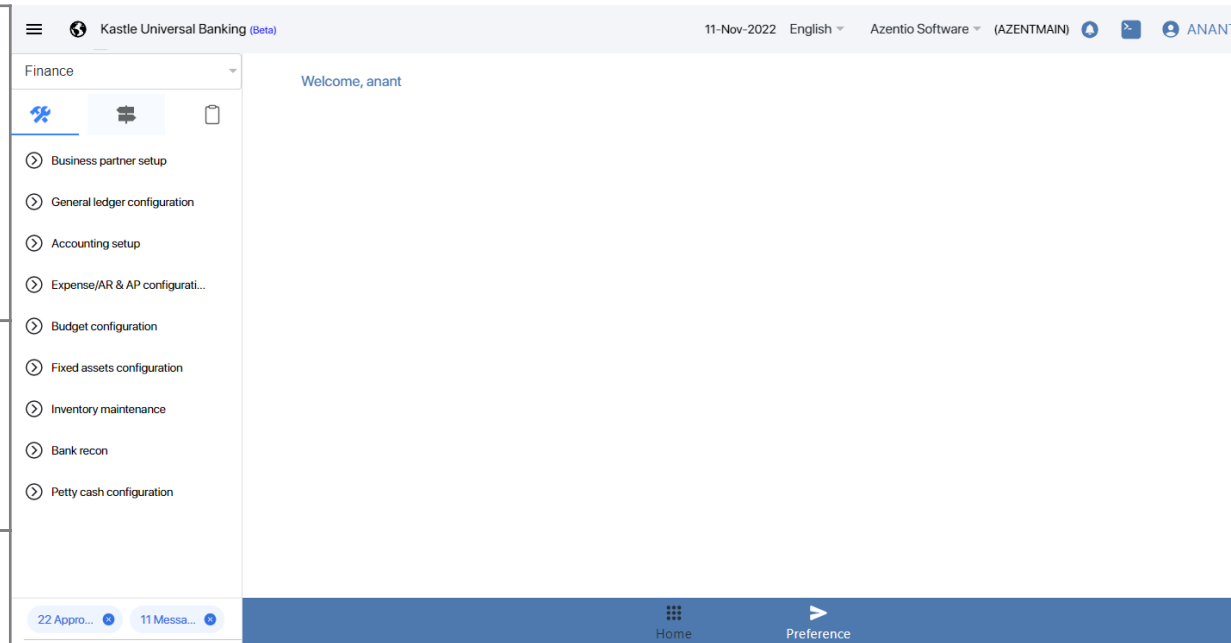 Kastle Universal Banking (Beta)
11-Nov-2022 English Azentio Software (AZENTMAIN) ANANT
Finance
Welcome, anant
Business partner setup
General ledger configuration
Accounting setup
Expense/AR & AP configurati...
Budget configuration
Fixed assets configuration
Inventory maintenance
Bank recon
Petty cash configuration
22 Appro... 11 Messa...
Home Preference